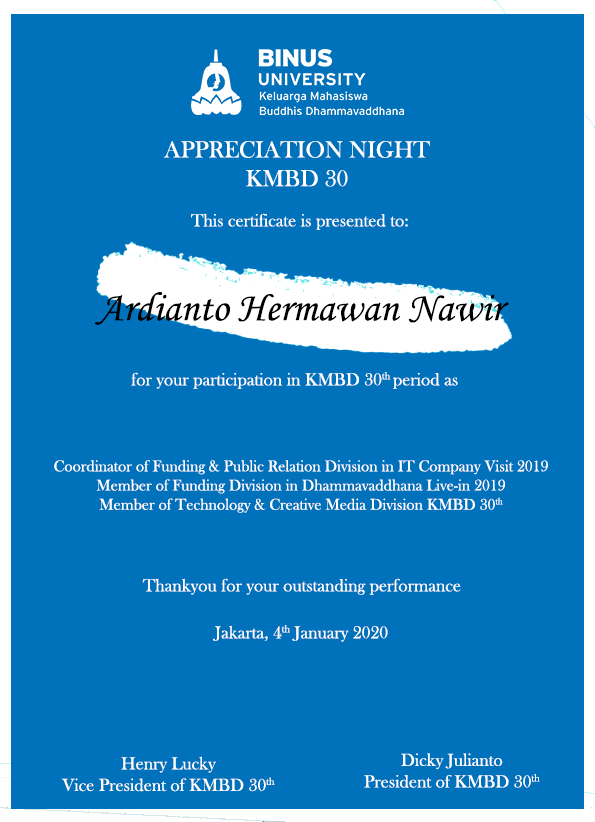 BINUS
UNIVERSITY
Keluarga Mahasiswa
Buddhis Dhammavaddhana
APPRECIATION NIGHT
KMBD 30
This certificate is presented to:
Ardianto Hermawan Nawir
for your participation in KMBD 30th period as
Coordinator of Funding & Public Relation Division in IT Company Visit 2019
Member of Funding Division in Dhammavaddhana Live-in 2019
Member of Technology & Creative Media Division KMBD 30th
Thankyou for your outstanding performance
Jakarta, 4th January 2020
Henry Lucky
Vice President of KMBD 30th
Dicky Julianto
President of KMBD 30th